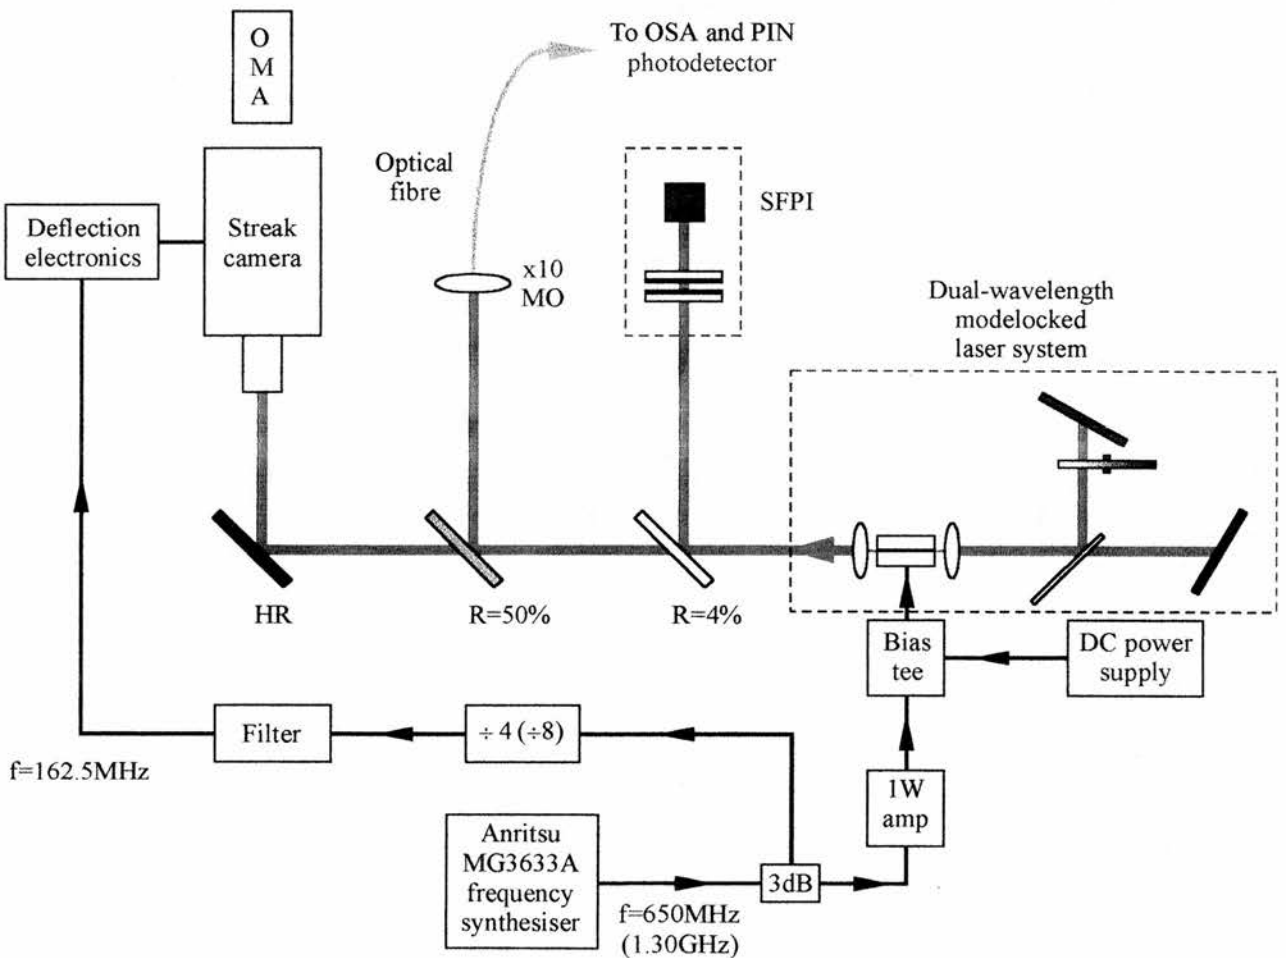 O
M
A
To OSA and PIN
photodetector
Optical
fibre
SFPI
Deflection
electronics
Streak
camera
x10
MO
Dual-wavelength
modelocked
laser system
HR
R=50%
R=4%
Bias
tee
DC power
supply
Filter
÷ 4 (÷8)
f=162.5MHz
1W
amp
Anritsu
MG3633A
frequency
synthesiser
3dB
f=650MHz
(1.30GHz)